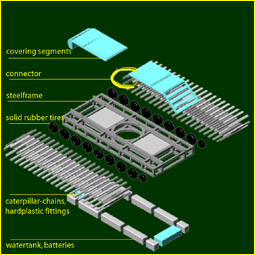 covering segments
connector
steelframe
solid rubber tires
caterpillar-chains,
hardplastic fittings
watertank, batteries